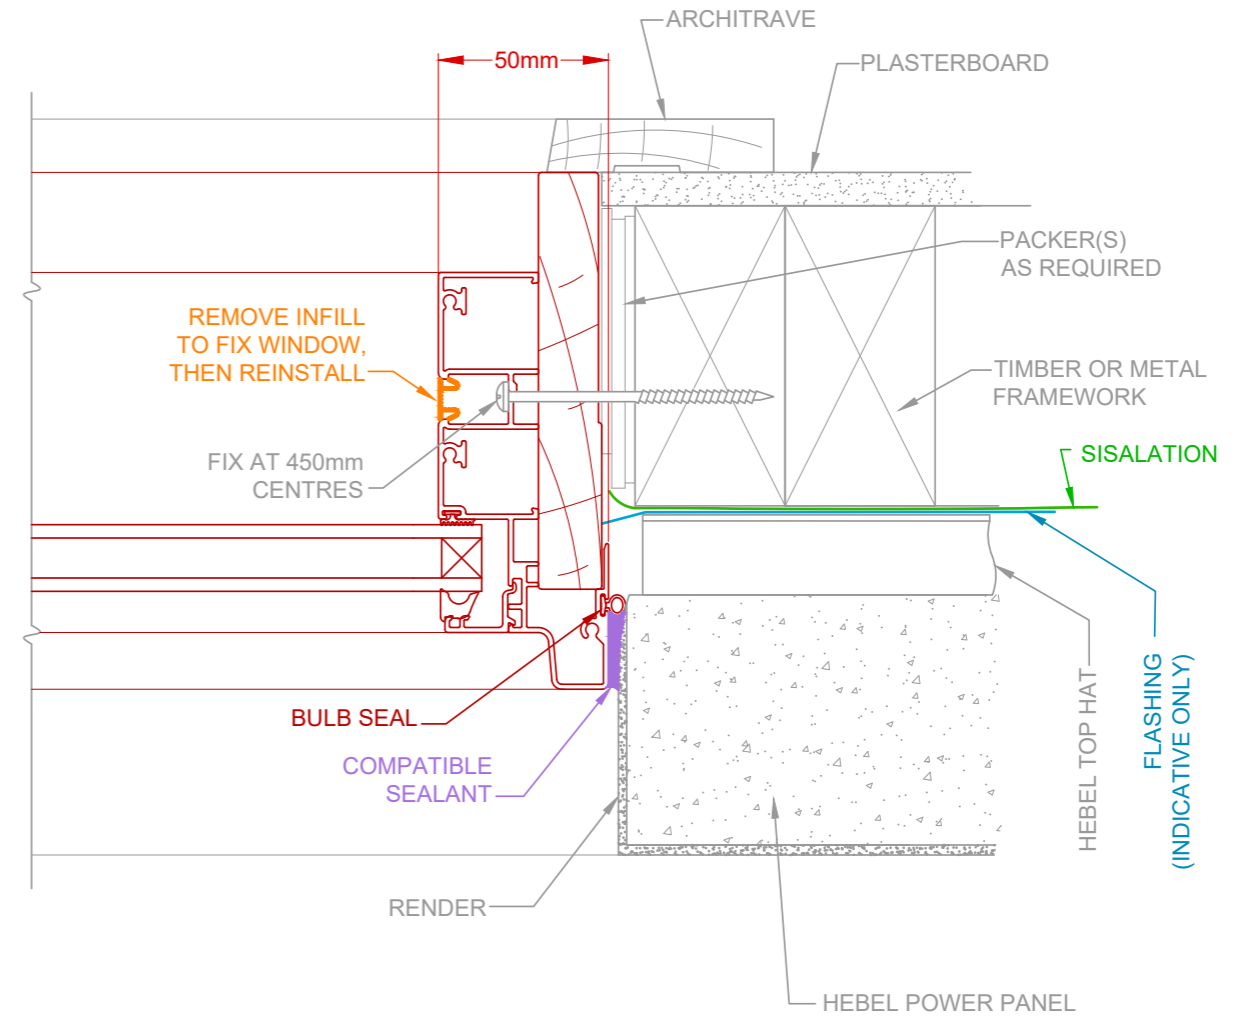 ARCHITRAVE
50mm
PLASTERBOARD
PACKER(S)
AS REQUIRED
REMOVE INFILL
TO FIX WINDOW,
THEN REINSTALL
TIMBER OR METAL
FRAMEWORK
FIX AT 450mm
CENTRES
SISALATION
BULB SEAL
COMPATIBLE
SEALANT
HEBEL TOP HAT
FLASHING
(INDICATIVE ONLY)
RENDER
HEBEL POWER PANEL